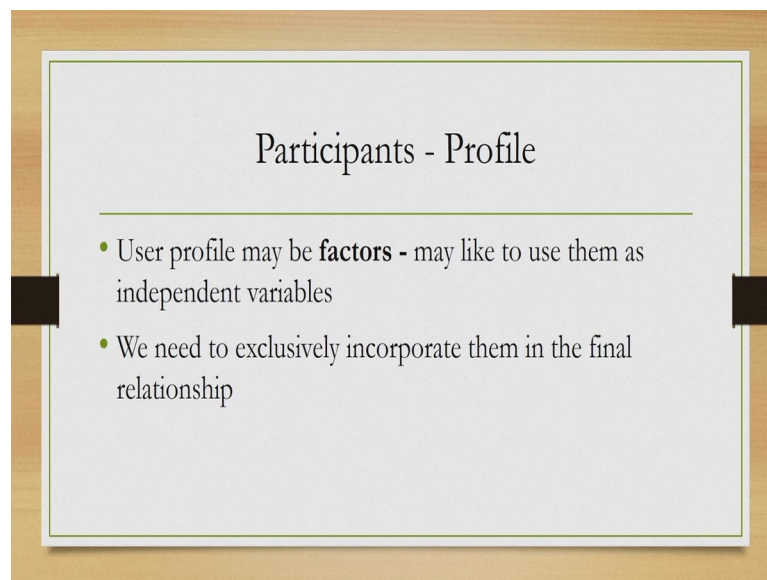 Participants - Profile
• User profile may be factors - may like to use them as
independent variables
• We need to exclusively incorporate them in the final
relationship